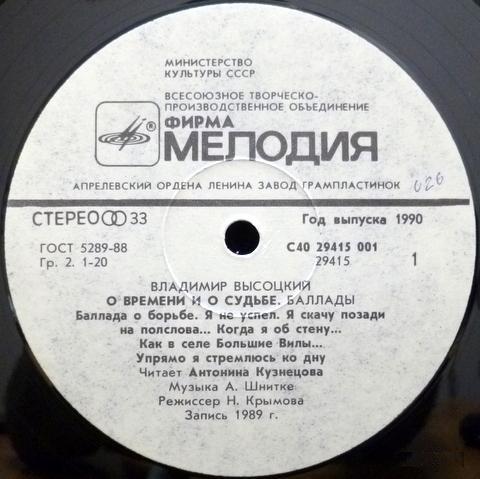 МИНИСТЕРСТВО
КУЛЬТУРЫ СССР
ВСЕСОЮЗНОЕ ТВОРЧЕСКО-
ПРОИЗВОДСТВЕННОЕ ОБЪЕДИНЕНИЕ
ФИРМА
® МЕЛОДИЯ
АПРЕЛЕВСКИЙ ОРДЕНА ЛЕНИНА ЗАВОД ГРАМПЛАСТИНОК 026
СТЕРЕО 33 Год выпуска 1990
ГОСТ 5289-88 С40 29415 001
Гр. 2. 1-20 29415 1
ВЛАДИМИР ВЫСОЦКИЙ
О ВРЕМЕНИ И О СУДЬБЕ. БАЛЛАДЫ
Баллада о борьбе. Я не успел. Я скачу позади
на полслова... Когда я об стену...
Как в селе Большие Вилы...
Упрямо я стремлюсь ко дну
Читает Антонина Кузнецова
Музыка А. Шнитке
Режиссер Н. Крымова
Запись 1989 г.